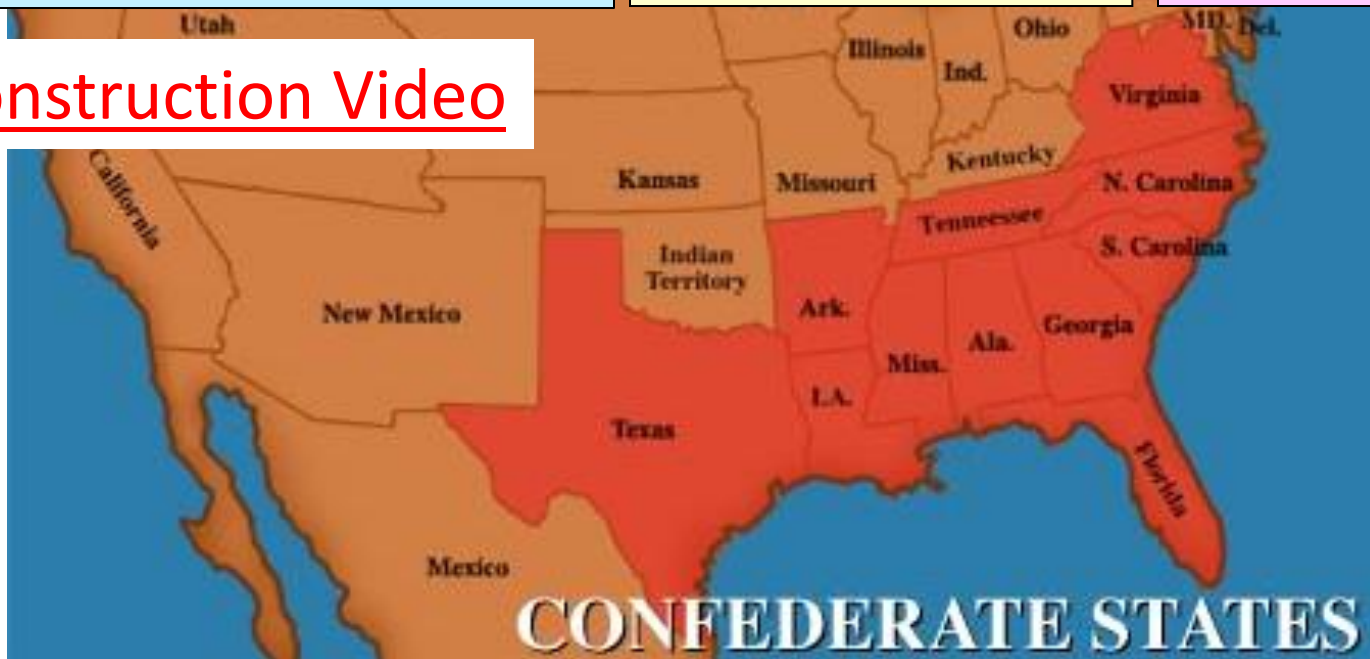 Utah
Illinois
Ohio
MD.
Del.
Ind.
onstruction Video
Virginia
California
Kansas
Missouri
Kentucky
N. Carolina
Tenneessee
S. Carolina
Indian
Territory
New Mexico
Ark.
Georgia
Miss.
Ala.
LA.
Texas
Florida
Mexico
CONFEDERATE STATES